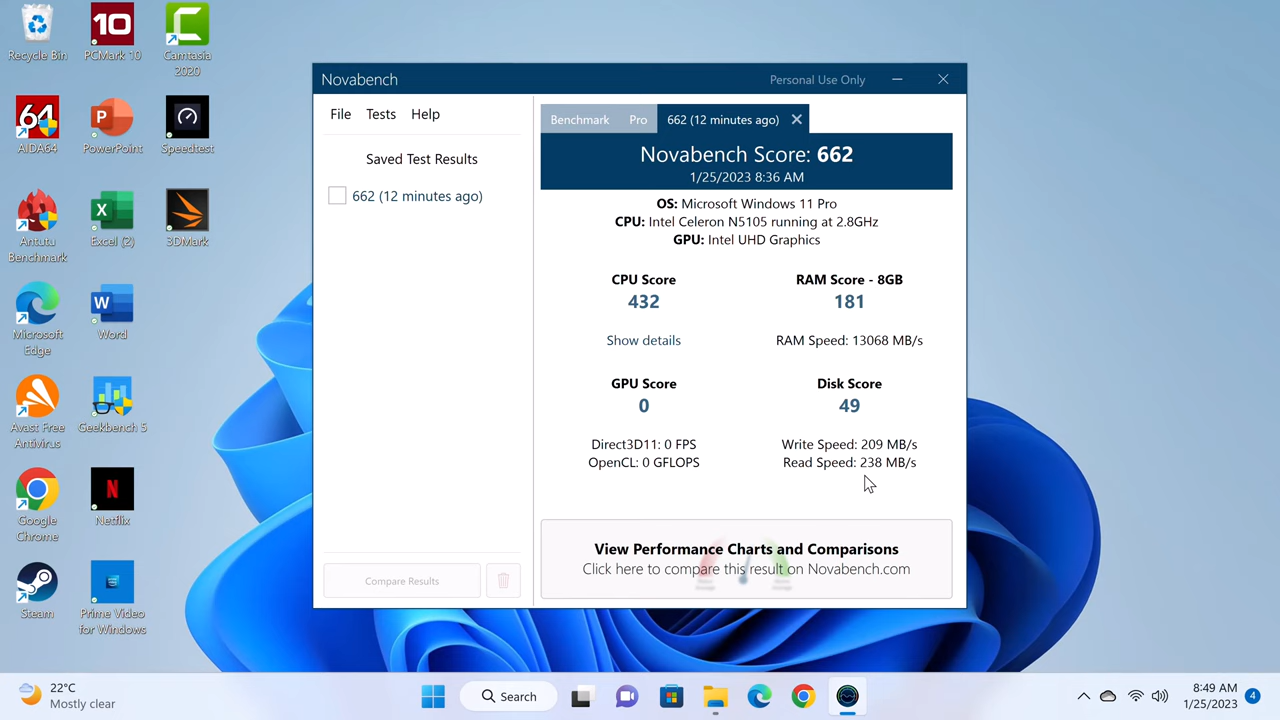 Recycle Bin
PCMark 10
Camtasia
2020
AIDA64
PowerPoint
Speedtest
Antutu
Benchmark
Excel (2)
3DMark
Microsoft
Edge
Word
Avast Free
Antivirus
Geekbench 5
Google
Chrome
Netflix
Steam
Prime Video
for Windows
10
64
Novabench
Personal Use Only
File Tests Help
Saved Test Results
662 (12 minutes ago)
Compare Results
Benchmark Pro 662 (12 minutes ago)
Novabench Score: 662
1/25/2023 8:36 AM
OS: Microsoft Windows 11 Pro
CPU: Intel Celeron N5105 running at 2.8GHz
GPU: Intel UHD Graphics
CPU Score
432
Show details
RAM Score - 8GB
181
RAM Speed: 13068 MB/s
GPU Score
0
Direct3D11: 0 FPS
OpenCL: 0 GFLOPS
Disk Score
49
Write Speed: 209 MB/s
Read Speed: 238 MB/s
View Performance Charts and Comparisons
Click here to compare this result on Novabench.com
22°C
Mostly clear
Search
8:49 AM
1/25/2023
4